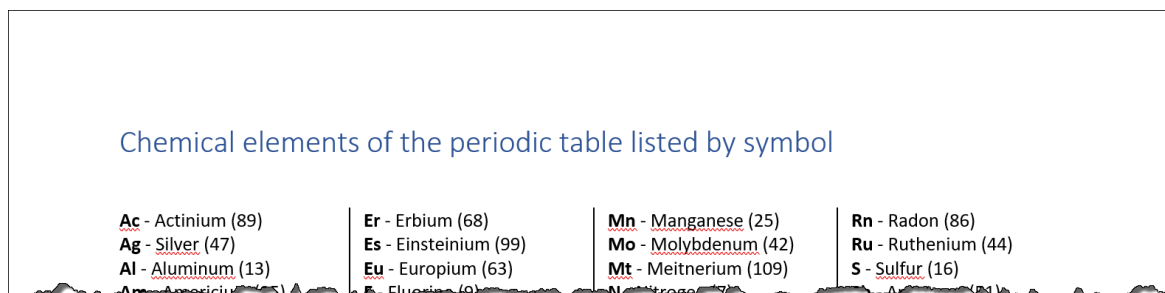 Chemical elements of the periodic table listed by symbol
Ac - Actinium (89)
Ag - Silver (47)
Al - Aluminum (13)
Er - Erbium (68)
Es - Einsteinium (99)
Eu - Europium (63)
Mn - Manganese (25)
Mo - Molybdenum (42)
Mt - Meitnerium (109)
Rn - Radon (86)
Ru - Ruthenium (44)
S - Sulfur (16)